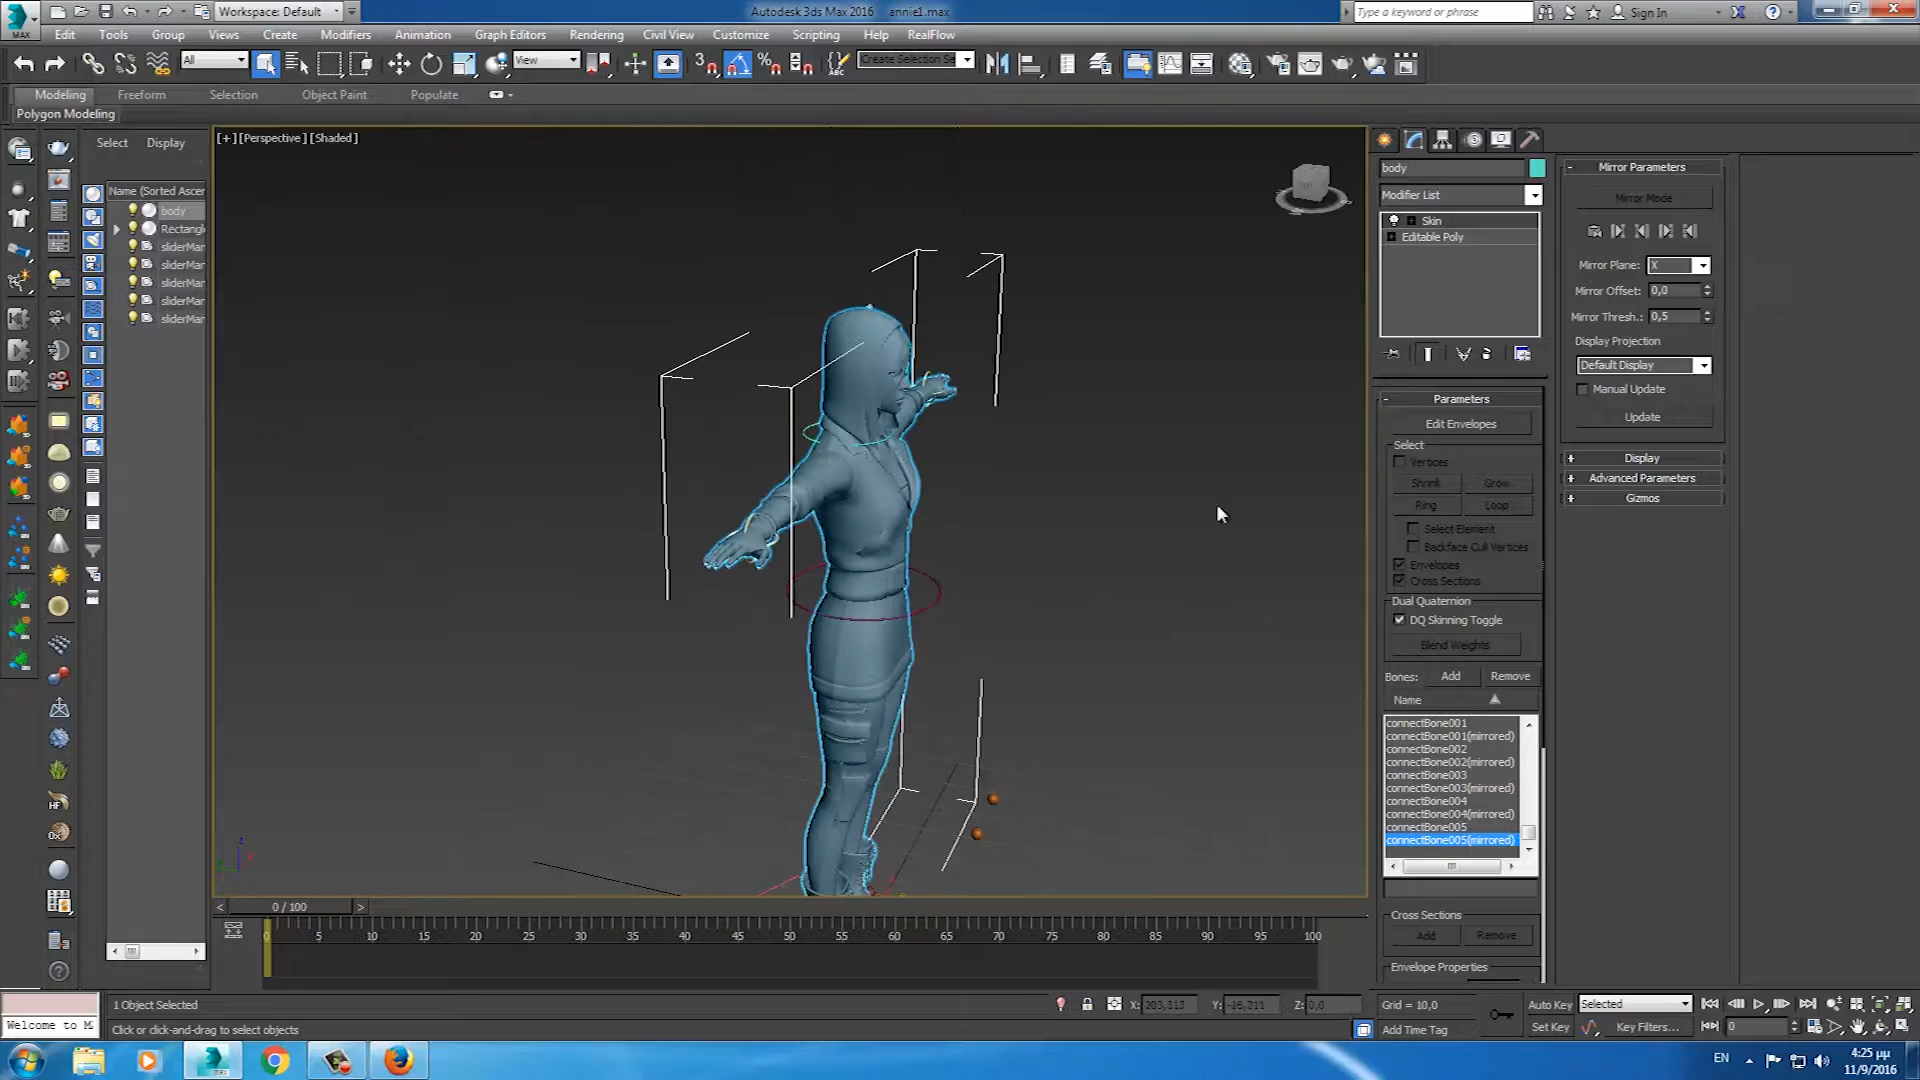 Workspace: Default
Autodesk 3ds Max 2016    annie1.max
Type a keyword or phrase
Sign In
MAX
Edit Tools Group Views Create Modifiers Animation Graph Editors Rendering Civil View Customize Scripting Help RealFlow
All
View
3
ABC
Create Selection Se
Modeling Freeform Selection Object Paint Populate
Polygon Modeling
Select Display
Name (Sorted Ascer
body
Rectangl
sliderMar
sliderMar
sliderMar
sliderMar
sliderMar
[+] [Perspective] [Shaded]
body
Modifier List
Skin
Editable Poly
Parameters
Edit Envelopes
Select
Vertices
Shrink Grow
Ring Loop
Select Element
Backface Cull Vertices
Envelopes
Cross Sections
Dual Quaternion
DQ Skinning Toggle
Blend Weights
Bones: Add Remove
Name
connectBone001
connectBone001(mirrored)
connectBone002
connectBone002(mirrored)
connectBone003
connectBone003(mirrored)
connectBone004
connectBone004(mirrored)
connectBone005
connectBone005(mirrored)
Cross Sections
Add Remove
Envelope Properties
Mirror Parameters
Mirror Mode
Mirror Plane: X
Mirror Offset: 0,0
Mirror Thresh.: 0,5
Display Projection
Default Display
Manual Update
Update
Display
Advanced Parameters
Gizmos
HF
0 / 100
0 5 10 15 20 25 30 35 40 45 50 55 60 65 70 75 80 85 90 95 100
1 Object Selected
X: Y: Z: 0,0
Grid = 10,0
Auto Key Selected
Welcome to M
Click or click-and-drag to select objects
Add Time Tag
Set Key Key Filters... 0
EN
4:25 μμ
11/9/2016